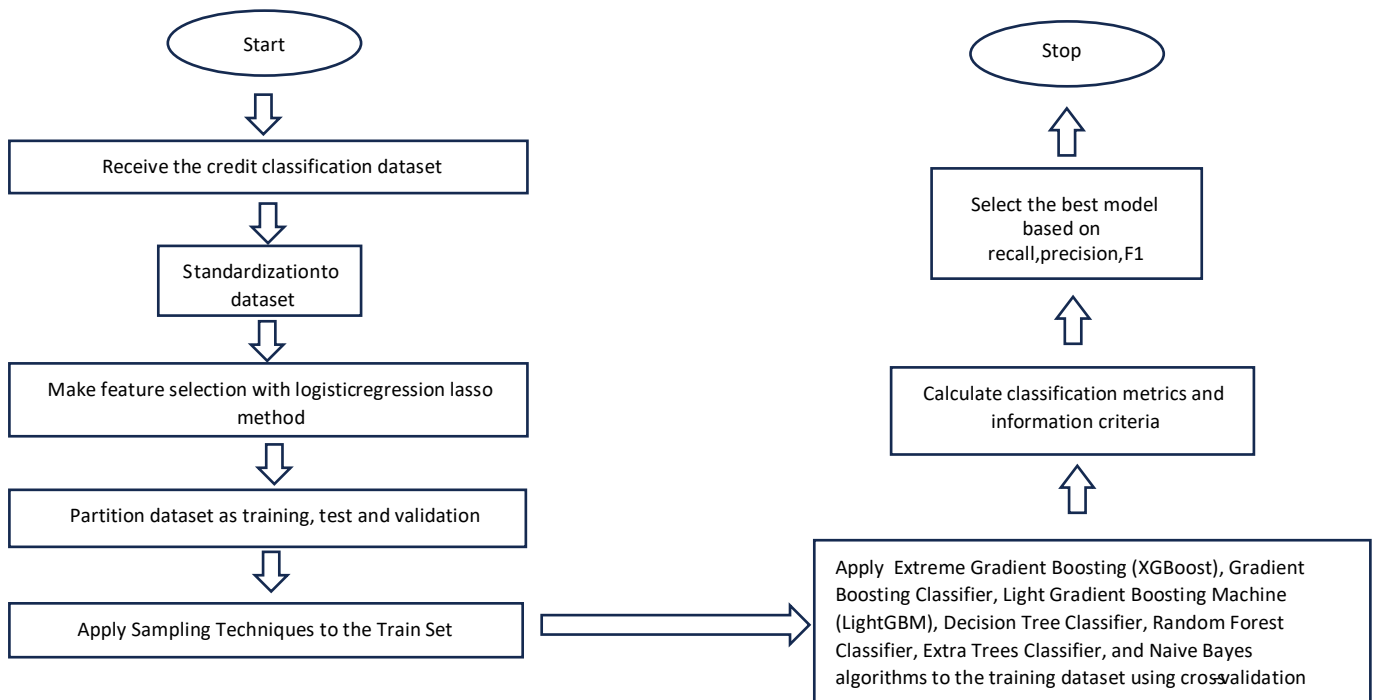 Start
Receive the credit classification dataset
Standardizationto
dataset
Make feature selection with logisticregression lasso
method
Partition dataset as training, test and validation
Apply Sampling Techniques to the Train Set
Apply Extreme Gradient Boosting (XGBoost), Gradient
Boosting Classifier, Light Gradient Boosting Machine
(LightGBM), Decision Tree Classifier, Random Forest
Classifier, Extra Trees Classifier, and Naive Bayes
algorithms to the training dataset using cross-validation
Calculate classification metrics and
information criteria
Select the best model
based on
recall,precision,F1
Stop